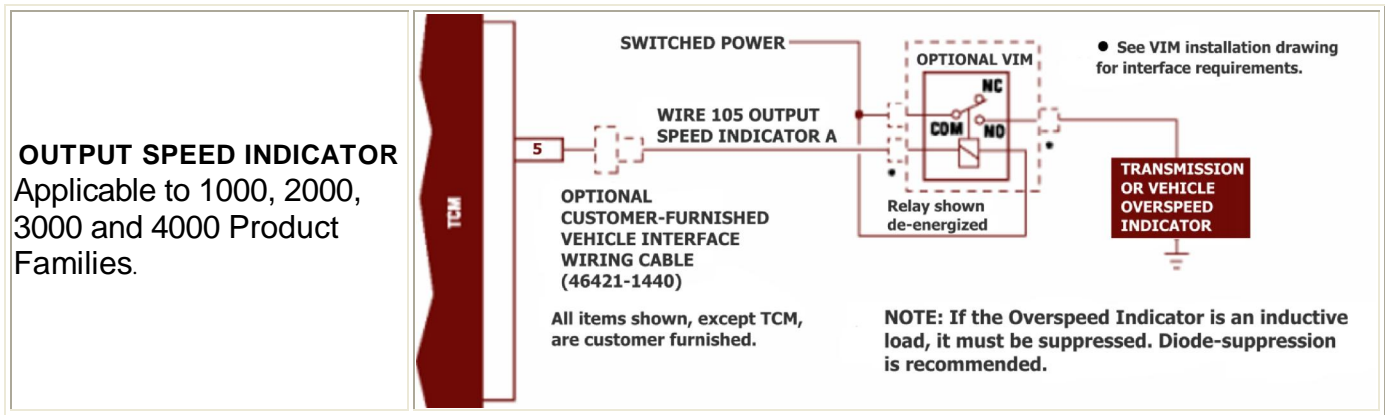 OUTPUT SPEED INDICATOR
Applicable to 1000, 2000,
3000 and 4000 Product
Families.
TCM
5
SWITCHED POWER
WIRE 105 OUTPUT
SPEED INDICATOR A
OPTIONAL
CUSTOMER-FURNISHED
VEHICLE INTERFACE
WIRING CABLE
(46421-1440)
All items shown, except TCM,
are customer furnished.
OPTIONAL VIM
NC
COM
NO
Relay shown
de-energized
● See VIM installation drawing
for interface requirements.
TRANSMISSION
OR VEHICLE
OVERSPEED
INDICATOR
NOTE: If the Overspeed Indicator is an inductive
load, it must be suppressed. Diode-suppression
is recommended.